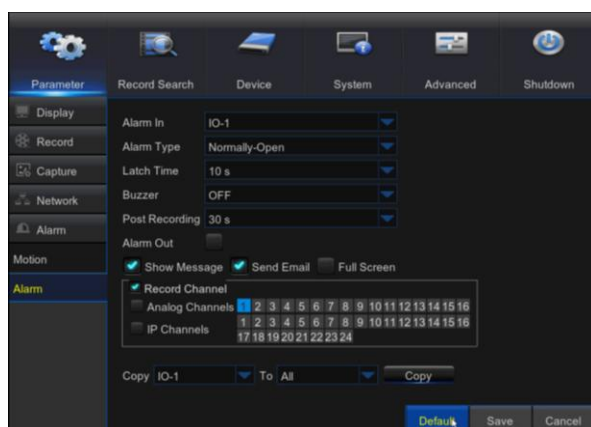 Parameter Record Search Device System Advanced Shutdown
Display
Record
Capture
Network
Alarm
Motion
Alarm
Alarm In IO-1
Alarm Type Normally-Open
Latch Time 10 s
Buzzer OFF
Post Recording 30 s
Alarm Out
Show Message Send Email Full Screen
Record Channel
Analog Channels 1 2 3 4 5 6 7 8 9 10 11 12 13 14 15 16
IP Channels 1 2 3 4 5 6 7 8 9 10 11 12 13 14 15 16
17 18 19 20 21 22 23 24
Copy IO-1 To All Copy
Default Save Cancel